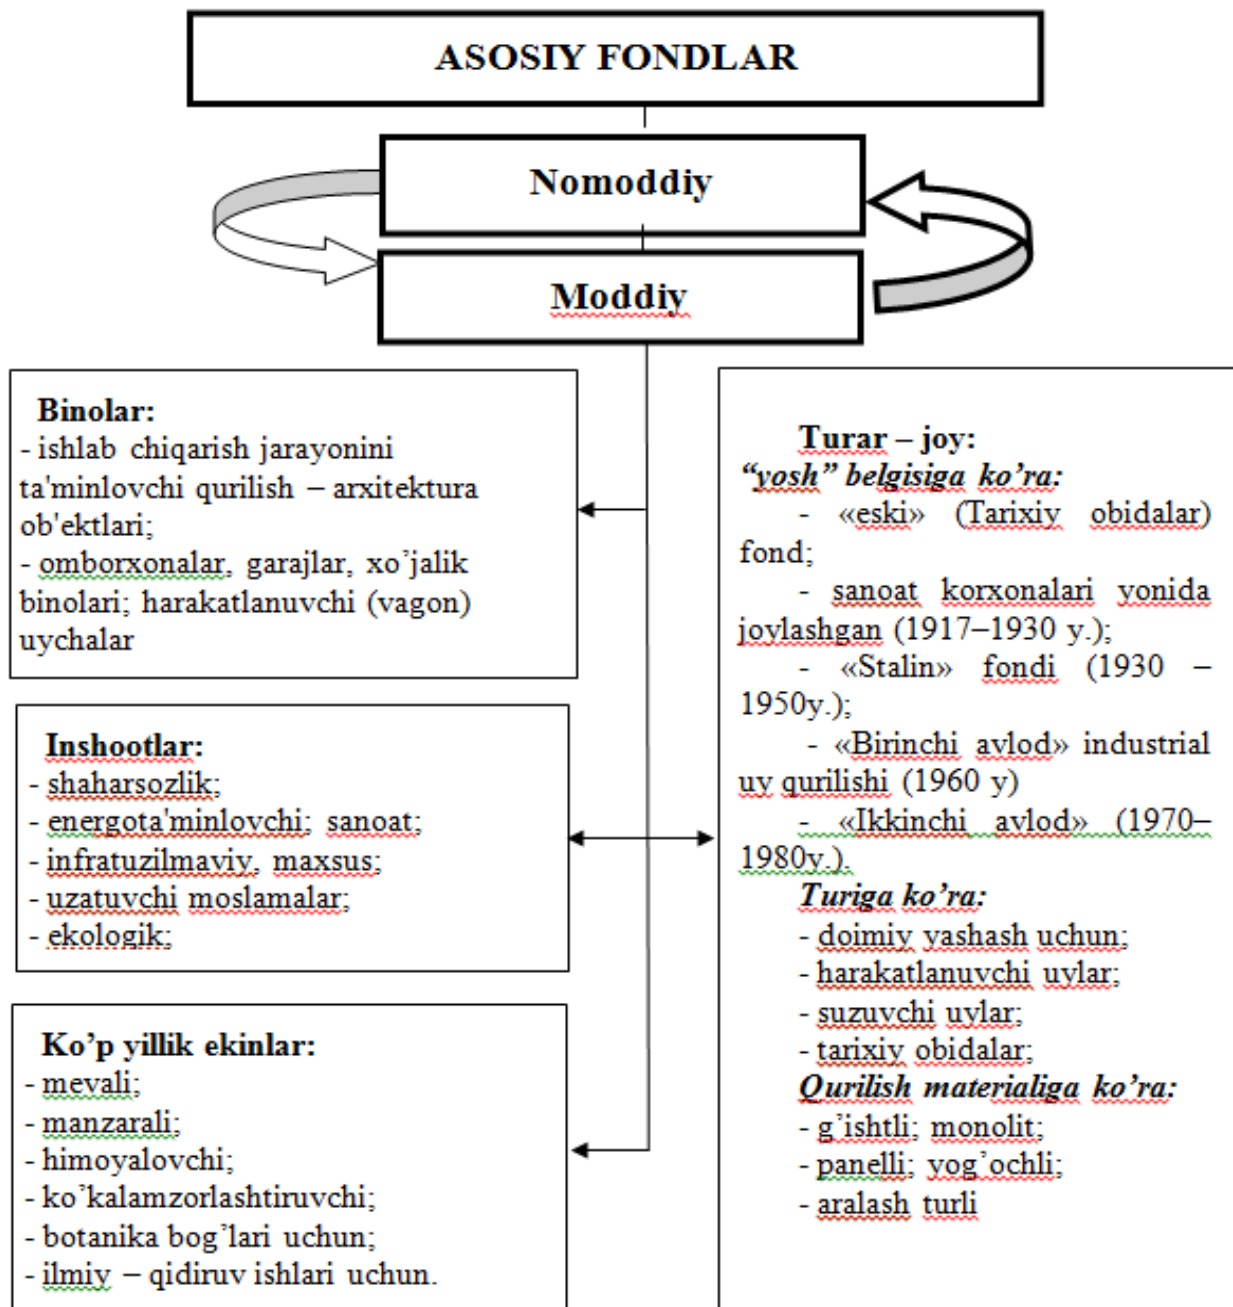 ASOSIY FONDLAR
Nomoddiy
Moddiy
Binolar:
- ishlab chiqarish jarayonini
ta'minlovchi qurilish – arxitektura
ob'ektlari;
- omborxonalar, garajlar, xo’jalik
binolari; harakatlanuvchi (vagon)
uychalar
Inshootlar:
- shaharsozlik;
- energota'minlovchi; sanoat;
- infratuzilmaviy, maxsus;
- uzatuvchi moslamalar;
- ekologik;
Ko’p yillik ekinlar:
- mevali;
- manzarali;
- himoyalovchi;
- ko’kalamzorlashtiruvchi;
- botanika bog’lari uchun;
- ilmiy – qidiruv ishlari uchun.
Turar – joy:
“yosh” belgisiga ko’ra:
- «eski» (Tarixiy obidalar)
fond;
- sanoat korxonalari yonida
joylashgan (1917–1930 y.);
- «Stalin» fondi (1930 –
1950y.);
- «Birinchi avlod» industrial
uy qurilishi (1960 y)
- «Ikkinchi avlod» (1970–
1980y.).
Turiga ko’ra:
- doimiy yashash uchun;
- harakatlanuvchi uylar;
- suzuvchi uylar;
- tarixiy obidalar;
Qurilish materialiga ko’ra:
- g’ishtli; monolit;
- panelli; yog’ochli;
- aralash turli